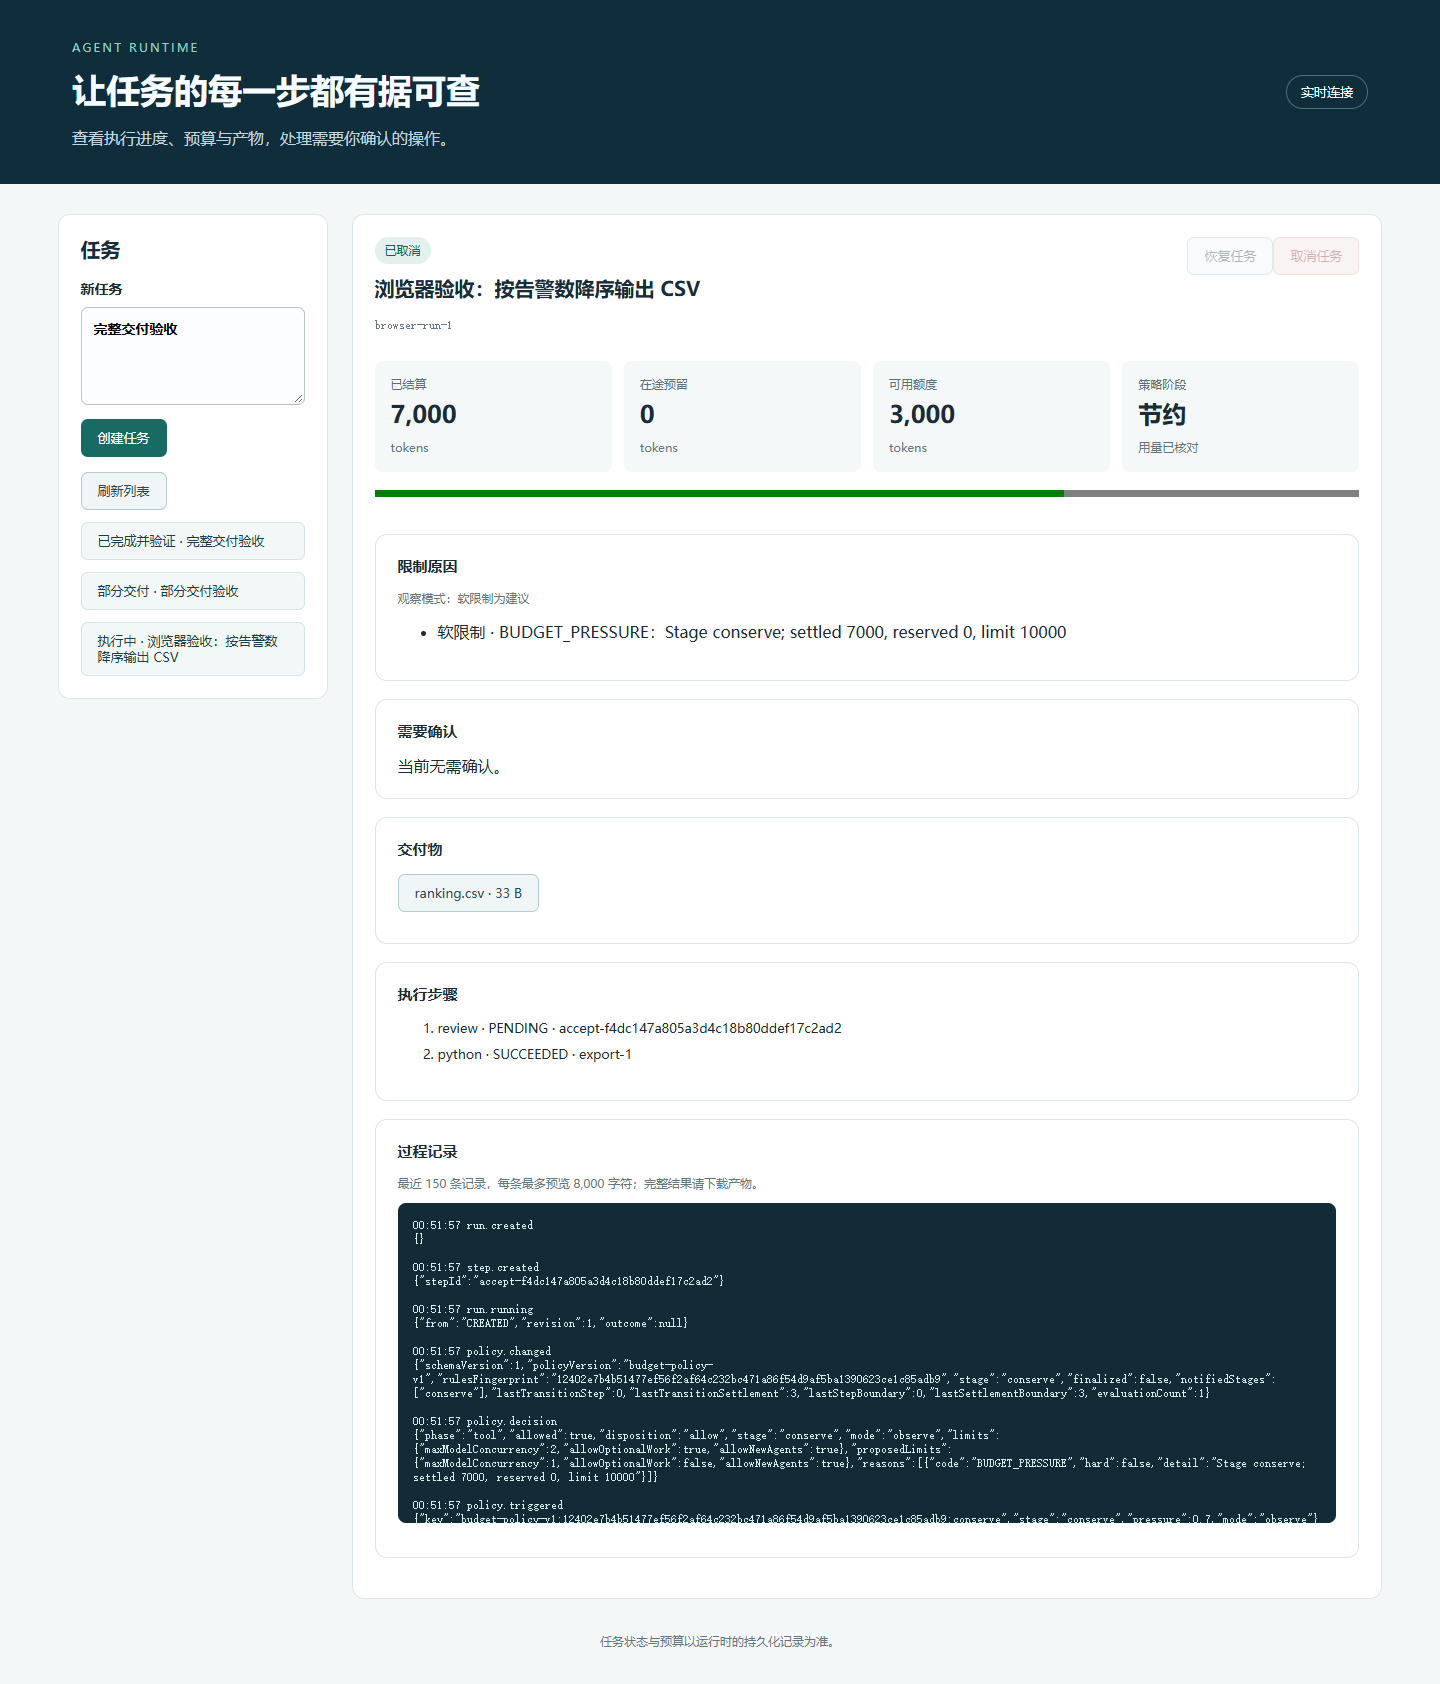 AGENT RUNTIME
让任务的每一步都有据可查
查看执行进度、预算与产物，处理需要你确认的操作。
实时连接
任务
新任务
完整交付验收
创建任务
刷新列表
已完成并验证 · 完整交付验收
部分交付 · 部分交付验收
执行中 · 浏览器验收：按告警数
降序输出 CSV
已取消
恢复任务
取消任务
浏览器验收：按告警数降序输出 CSV
browser-run-1
已结算
7,000
tokens
在途预留
0
tokens
可用额度
3,000
tokens
策略阶段
节约
用量已核对
限制原因
观察模式：软限制为建议
• 软限制 · BUDGET_PRESSURE：Stage conserve; settled 7000, reserved 0, limit 10000
需要确认
当前无需确认。
交付物
ranking.csv · 33 B
执行步骤
1. review · PENDING · accept-f4dc147a805a3d4c18b80ddef17c2ad2
2. python · SUCCEEDED · export-1
过程记录
最近 150 条记录，每条最多预览 8,000 字符；完整结果请下载产物。
00:51:57 run.created
{}
00:51:57 step.created
{"stepId":"accept-f4dc147a805a3d4c18b80ddef17c2ad2"}
00:51:57 run.running
{"from":"CREATED","revision":1,"outcome":null}
00:51:57 policy.changed
{"schemaVersion":1,"policyVersion":"budget-policy-
v1","rulesFingerprint":"12402e7b4b51477ef56f2af64c232bc471a86f54d9af5ba1390623ce1c85adb9","stage":"conserve","finalized":false,"notifiedStages":
["conserve"],"lastTransitionStep":0,"lastTransitionSettlement":3,"lastStepBoundary":0,"lastSettlementBoundary":3,"evaluationCount":1}
00:51:57 policy.decision
{"phase":"tool","allowed":true,"disposition":"allow","stage":"conserve","mode":"observe","limits":
{"maxModelConcurrency":2,"allowOptionalWork":true,"allowNewAgents":true},"proposedLimits":
{"maxModelConcurrency":1,"allowOptionalWork":false,"allowNewAgents":true},"reasons":[{"code":"BUDGET_PRESSURE","hard":false,"detail":"Stage conserve;
settled 7000, reserved 0, limit 10000"}]}
00:51:57 policy.triggered
{"key":"budget-policy-v1:12402e7b4b51477ef56f2af64c232bc471a86f54d9af5ba1390623ce1c85adb9:conserve","stage":"conserve","pressure":0.7,"mode":"observe"}
任务状态与预算以运行时的持久化记录为准。